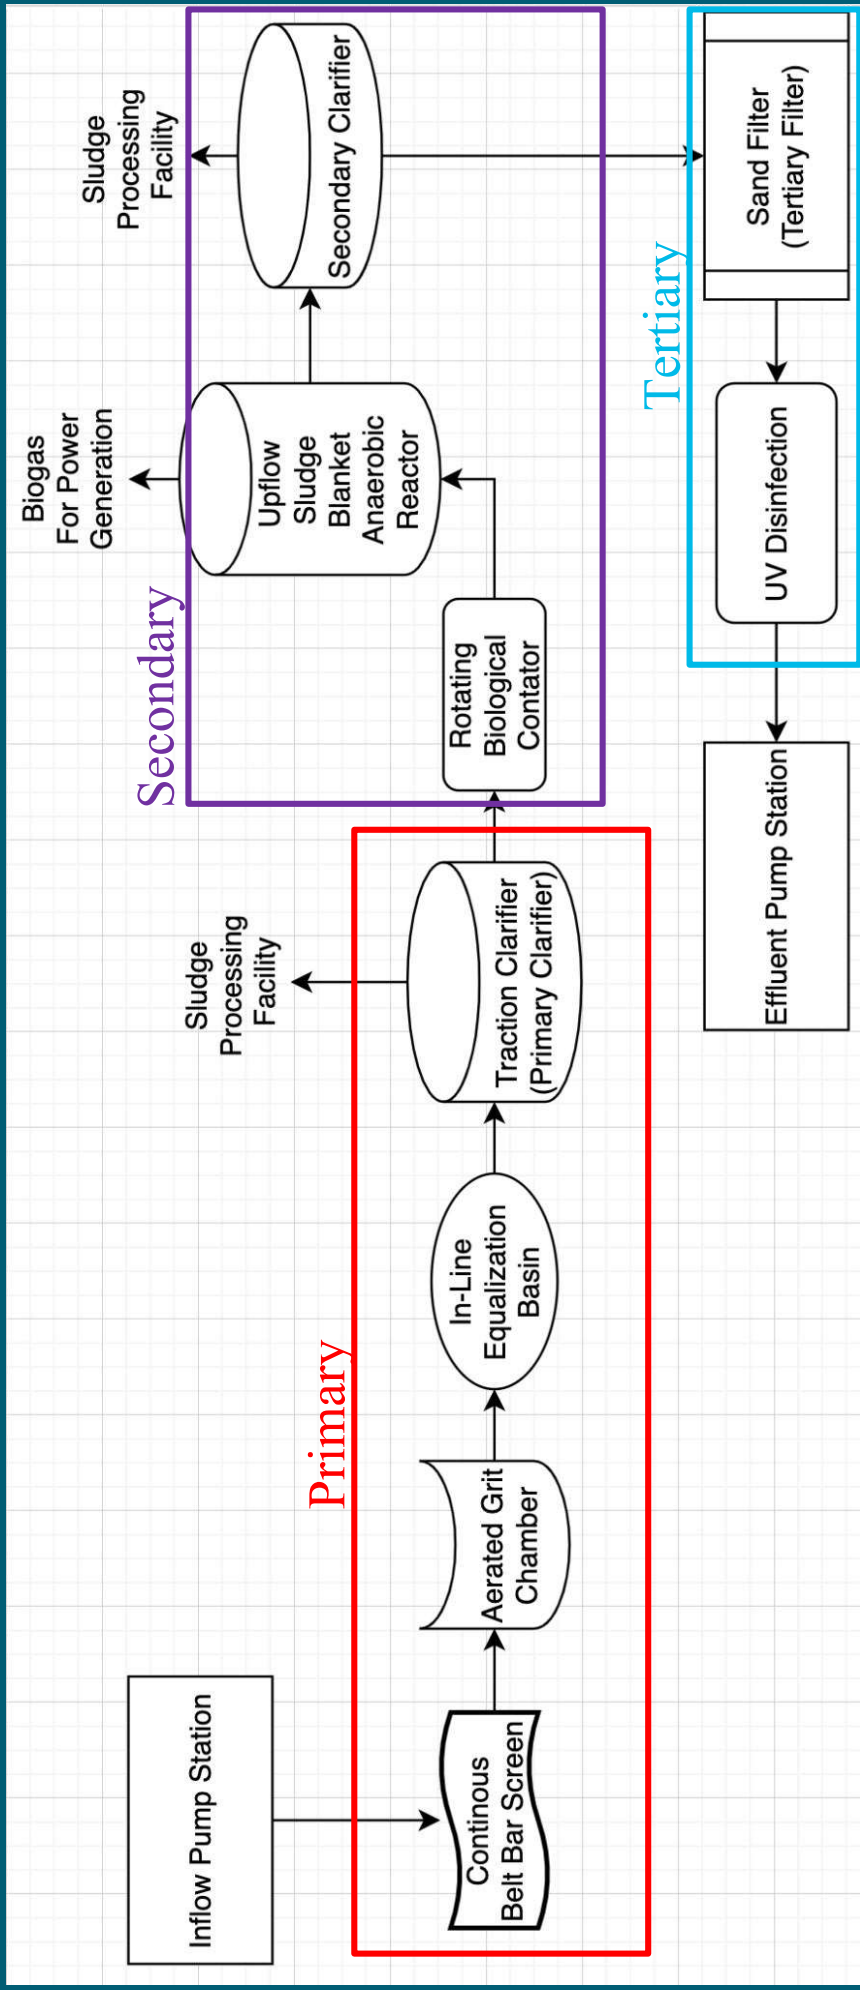 Inflow Pump Station
Primary
Continous
Belt Bar Screen
Aerated Grit
Chamber
In-Line
Equalization
Basin
Traction Clarifier
(Primary Clarifier)
Sludge
Processing
Facility
Secondary
Rotating
Biological
Contator
Upflow
Sludge
Blanket
Anaerobic
Reactor
Biogas
For Power
Generation
Secondary Clarifier
Sludge
Processing
Facility
Tertiary
Sand Filter
(Tertiary Filter)
UV Disinfection
Effluent Pump Station